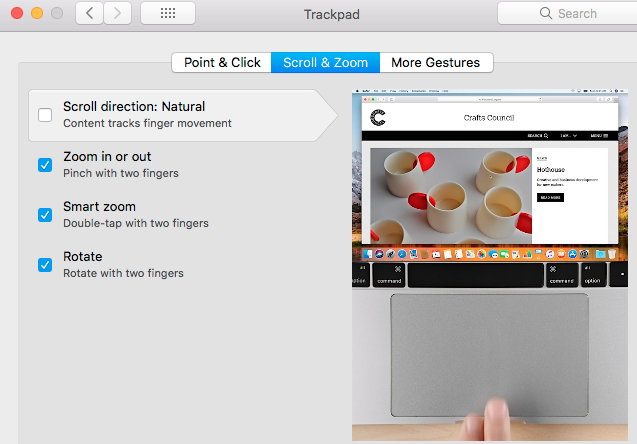 Trackpad
Search
Point & Click
Scroll & Zoom
More Gestures
Scroll direction: Natural
Content tracks finger movement
Zoom in or out
Pinch with two fingers
Smart zoom
Double-tap with two fingers
Rotate
Rotate with two fingers
Crafts Council
SEARCH
MENU
Hothouse
Creative and business development
for new makers.
READ MORE
option
⌘
command
⌘
command
option